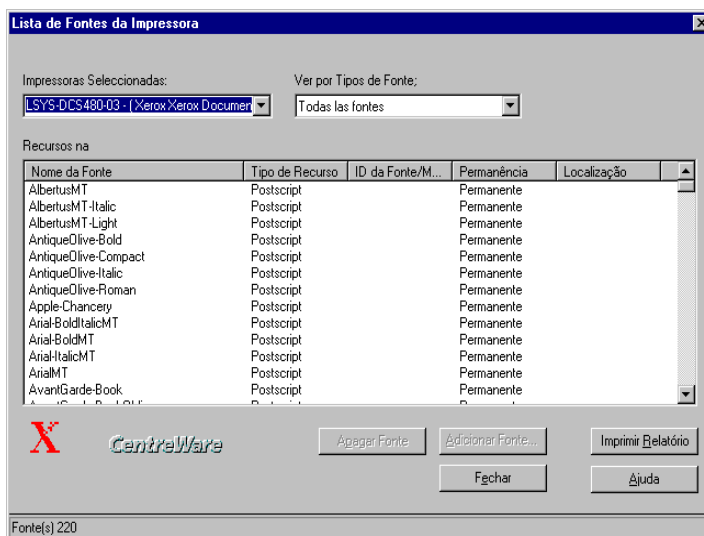 Lista de Fontes da Impressora
Impressoras Seleccionadas: Ver por Tipos de Fonte;
LSYS-DCS480-03 - (Xerox Xerox Documen Todas las fontes
Recursos na
Nome da Fonte Tipo de Recurso ID da Fonte/M... Permanência Localização
AlbertusMT Postscript Permanente
AlbertusMT-Italic Postscript Permanente
AlbertusMT-Light Postscript Permanente
AntiqueOlive-Bold Postscript Permanente
AntiqueOlive-Compact Postscript Permanente
AntiqueOlive-Italic Postscript Permanente
AntiqueOlive-Roman Postscript Permanente
Apple-Chancery Postscript Permanente
Arial-BoldItalicMT Postscript Permanente
Arial-BoldMT Postscript Permanente
Arial-ItalicMT Postscript Permanente
ArialMT Postscript Permanente
AvantGarde-Book Postscript Permanente
X CentreWare Apagar Fonte Adicionar Fonte... Imprimir Relatório
Fechar Ajuda
Fonte(s) 220